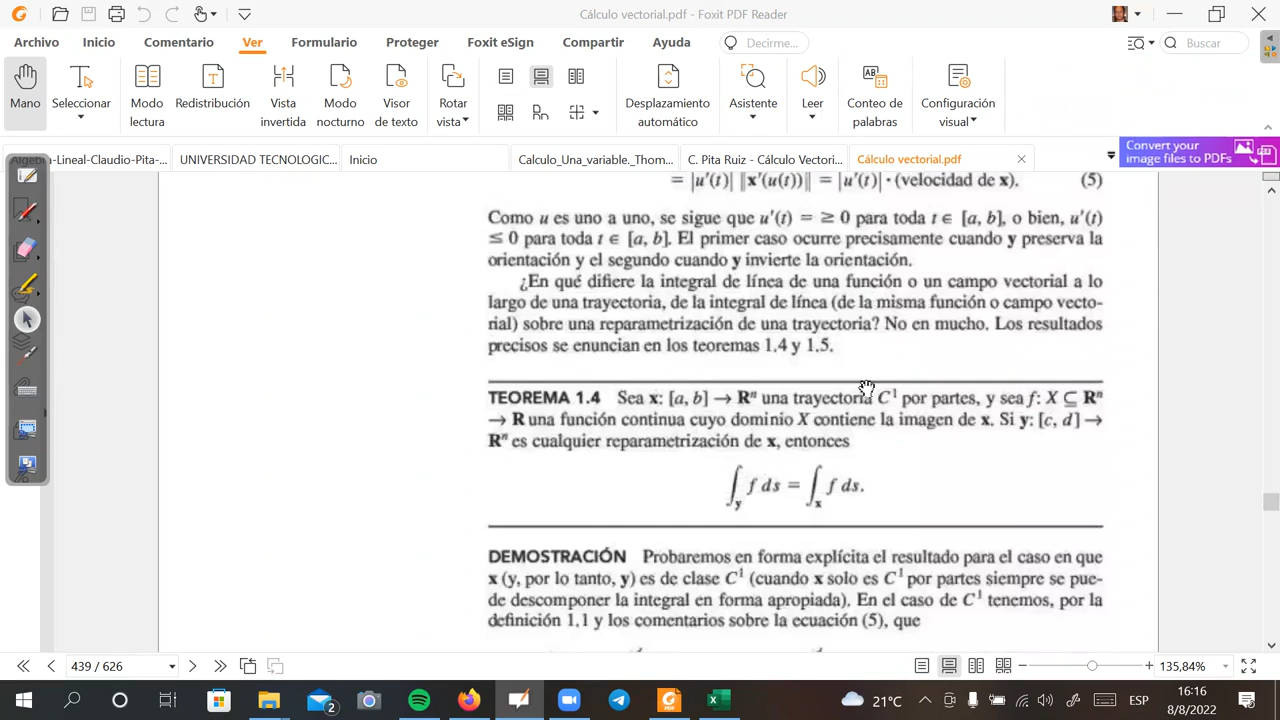 Cálculo vectorial.pdf - Foxit PDF Reader
Archivo Inicio Comentario Ver Formulario Proteger Foxit eSign Compartir Ayuda Decirme... Buscar
Mano Seleccionar Modo lectura Redistribución Vista invertida Modo nocturno Visor de texto Rotar vista Desplazamiento automático Asistente Leer Conteo de palabras Configuración visual
Algebra-Lineal-Claudio-Pita-... UNIVERSIDAD TECNOLOGIC... Inicio Calculo_Una_variable._Thom... C. Pita Ruiz - Cálculo Vectori... Cálculo vectorial.pdf
Convert your
image files to PDFs
= |u′(t)| ‖x′(u(t))‖ = |u′(t)| · (velocidad de x). (5)
Como u es uno a uno, se sigue que u′(t) = ≥ 0 para toda t ∈ [a, b], o bien, u′(t)
≤ 0 para toda t ∈ [a, b]. El primer caso ocurre precisamente cuando y preserva la
orientación y el segundo cuando y invierte la orientación.
¿En qué difiere la integral de línea de una función o un campo vectorial a lo
largo de una trayectoria, de la integral de línea (de la misma función o campo vecto-
rial) sobre una reparametrización de una trayectoria? No en mucho. Los resultados
precisos se enuncian en los teoremas 1.4 y 1.5.
TEOREMA 1.4 Sea x: [a, b] → Rⁿ una trayectoria C¹ por partes, y sea f: X ⊆ Rⁿ
→ R una función continua cuyo dominio X contiene la imagen de x. Si y: [c, d] →
Rⁿ es cualquier reparametrización de x, entonces
∫y f ds = ∫x f ds.
DEMOSTRACIÓN Probaremos en forma explícita el resultado para el caso en que
x (y, por lo tanto, y) es de clase C¹ (cuando x solo es C¹ por partes siempre se pue-
de descomponer la integral en forma apropiada). En el caso de C¹ tenemos, por la
definición 1.1 y los comentarios sobre la ecuación (5), que
439 / 626 135,84%
2 21°C ESP 16:16
8/8/2022